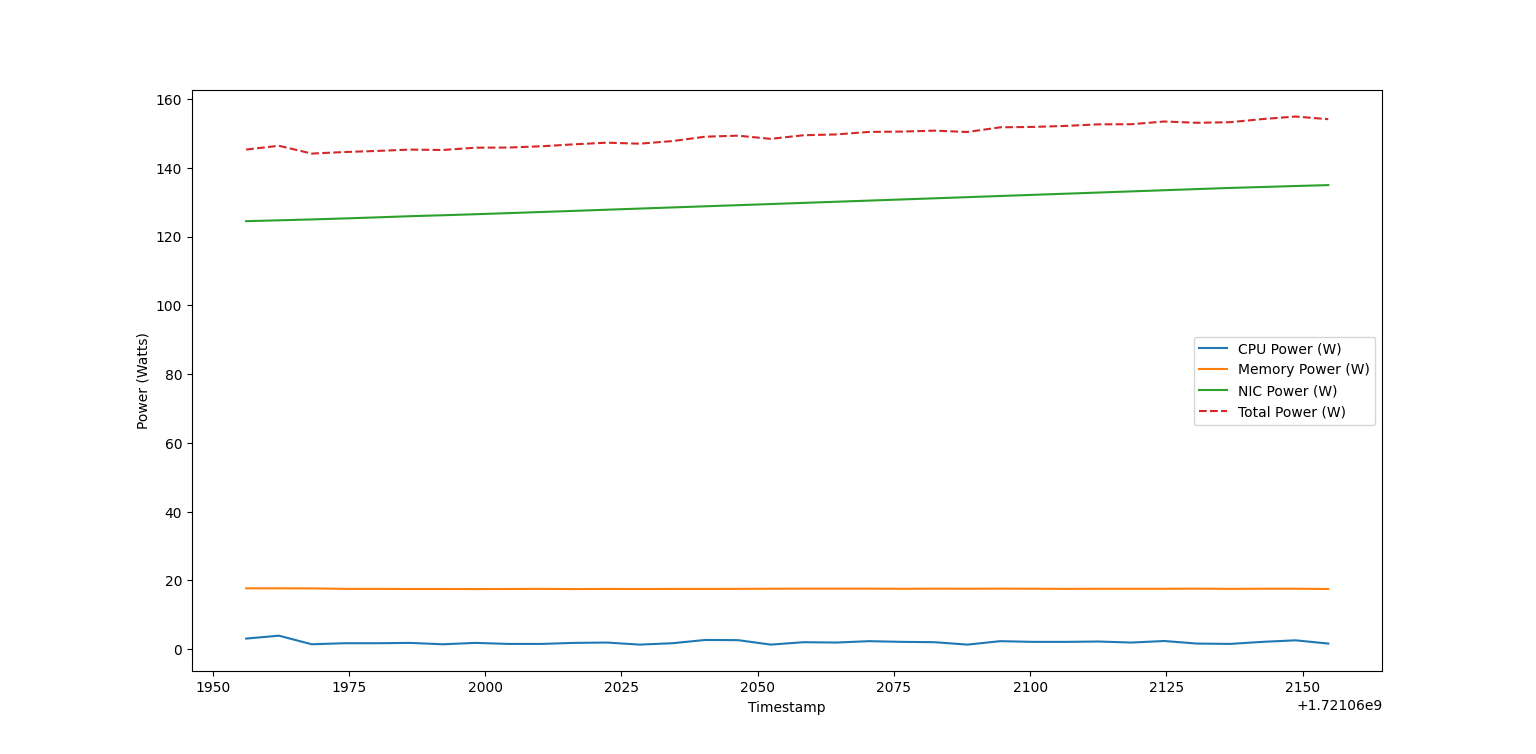 160
140
120
100
80
60
40
20
0
Power (Watts)
CPU Power (W)
Memory Power (W)
NIC Power (W)
Total Power (W)
1950 1975 2000 2025 2050 2075 2100 2125 2150
Timestamp
+1.72106e9